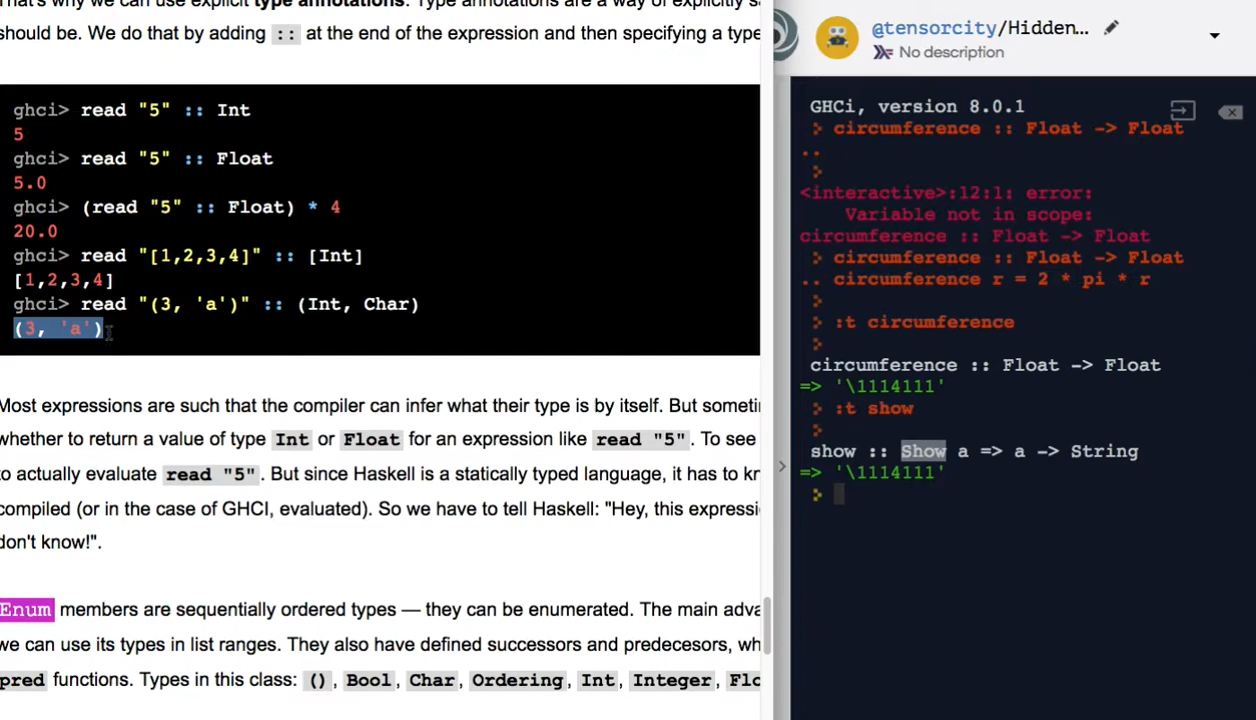 That's why we can use explicit type annotations. Type annotations are a way of explicitly
should be. We do that by adding :: at the end of the expression and then specifying a type
ghci> read "5" :: Int
5
ghci> read "5" :: Float
5.0
ghci> (read "5" :: Float) * 4
20.0
ghci> read "[1,2,3,4]" :: [Int]
[1,2,3,4]
ghci> read "(3, 'a')" :: (Int, Char)
(3, 'a')
Most expressions are such that the compiler can infer what their type is by itself. But someti
whether to return a value of type Int or Float for an expression like read "5". To see
to actually evaluate read "5". But since Haskell is a statically typed language, it has to kn
compiled (or in the case of GHCI, evaluated). So we have to tell Haskell: "Hey, this expressi
don't know!".
Enum members are sequentially ordered types — they can be enumerated. The main adva
we can use its types in list ranges. They also have defined successors and predecesors, wh
pred functions. Types in this class: (), Bool, Char, Ordering, Int, Integer, Flo
@tensorcity/Hidden...
No description
GHCi, version 8.0.1
circumference :: Float -> Float
..
<interactive>:12:1: error:
Variable not in scope:
circumference :: Float -> Float
circumference :: Float -> Float
.. circumference r = 2 * pi * r
:t circumference
circumference :: Float -> Float
=> '\1114111'
:t show
show :: Show a => a -> String
=> '\1114111'